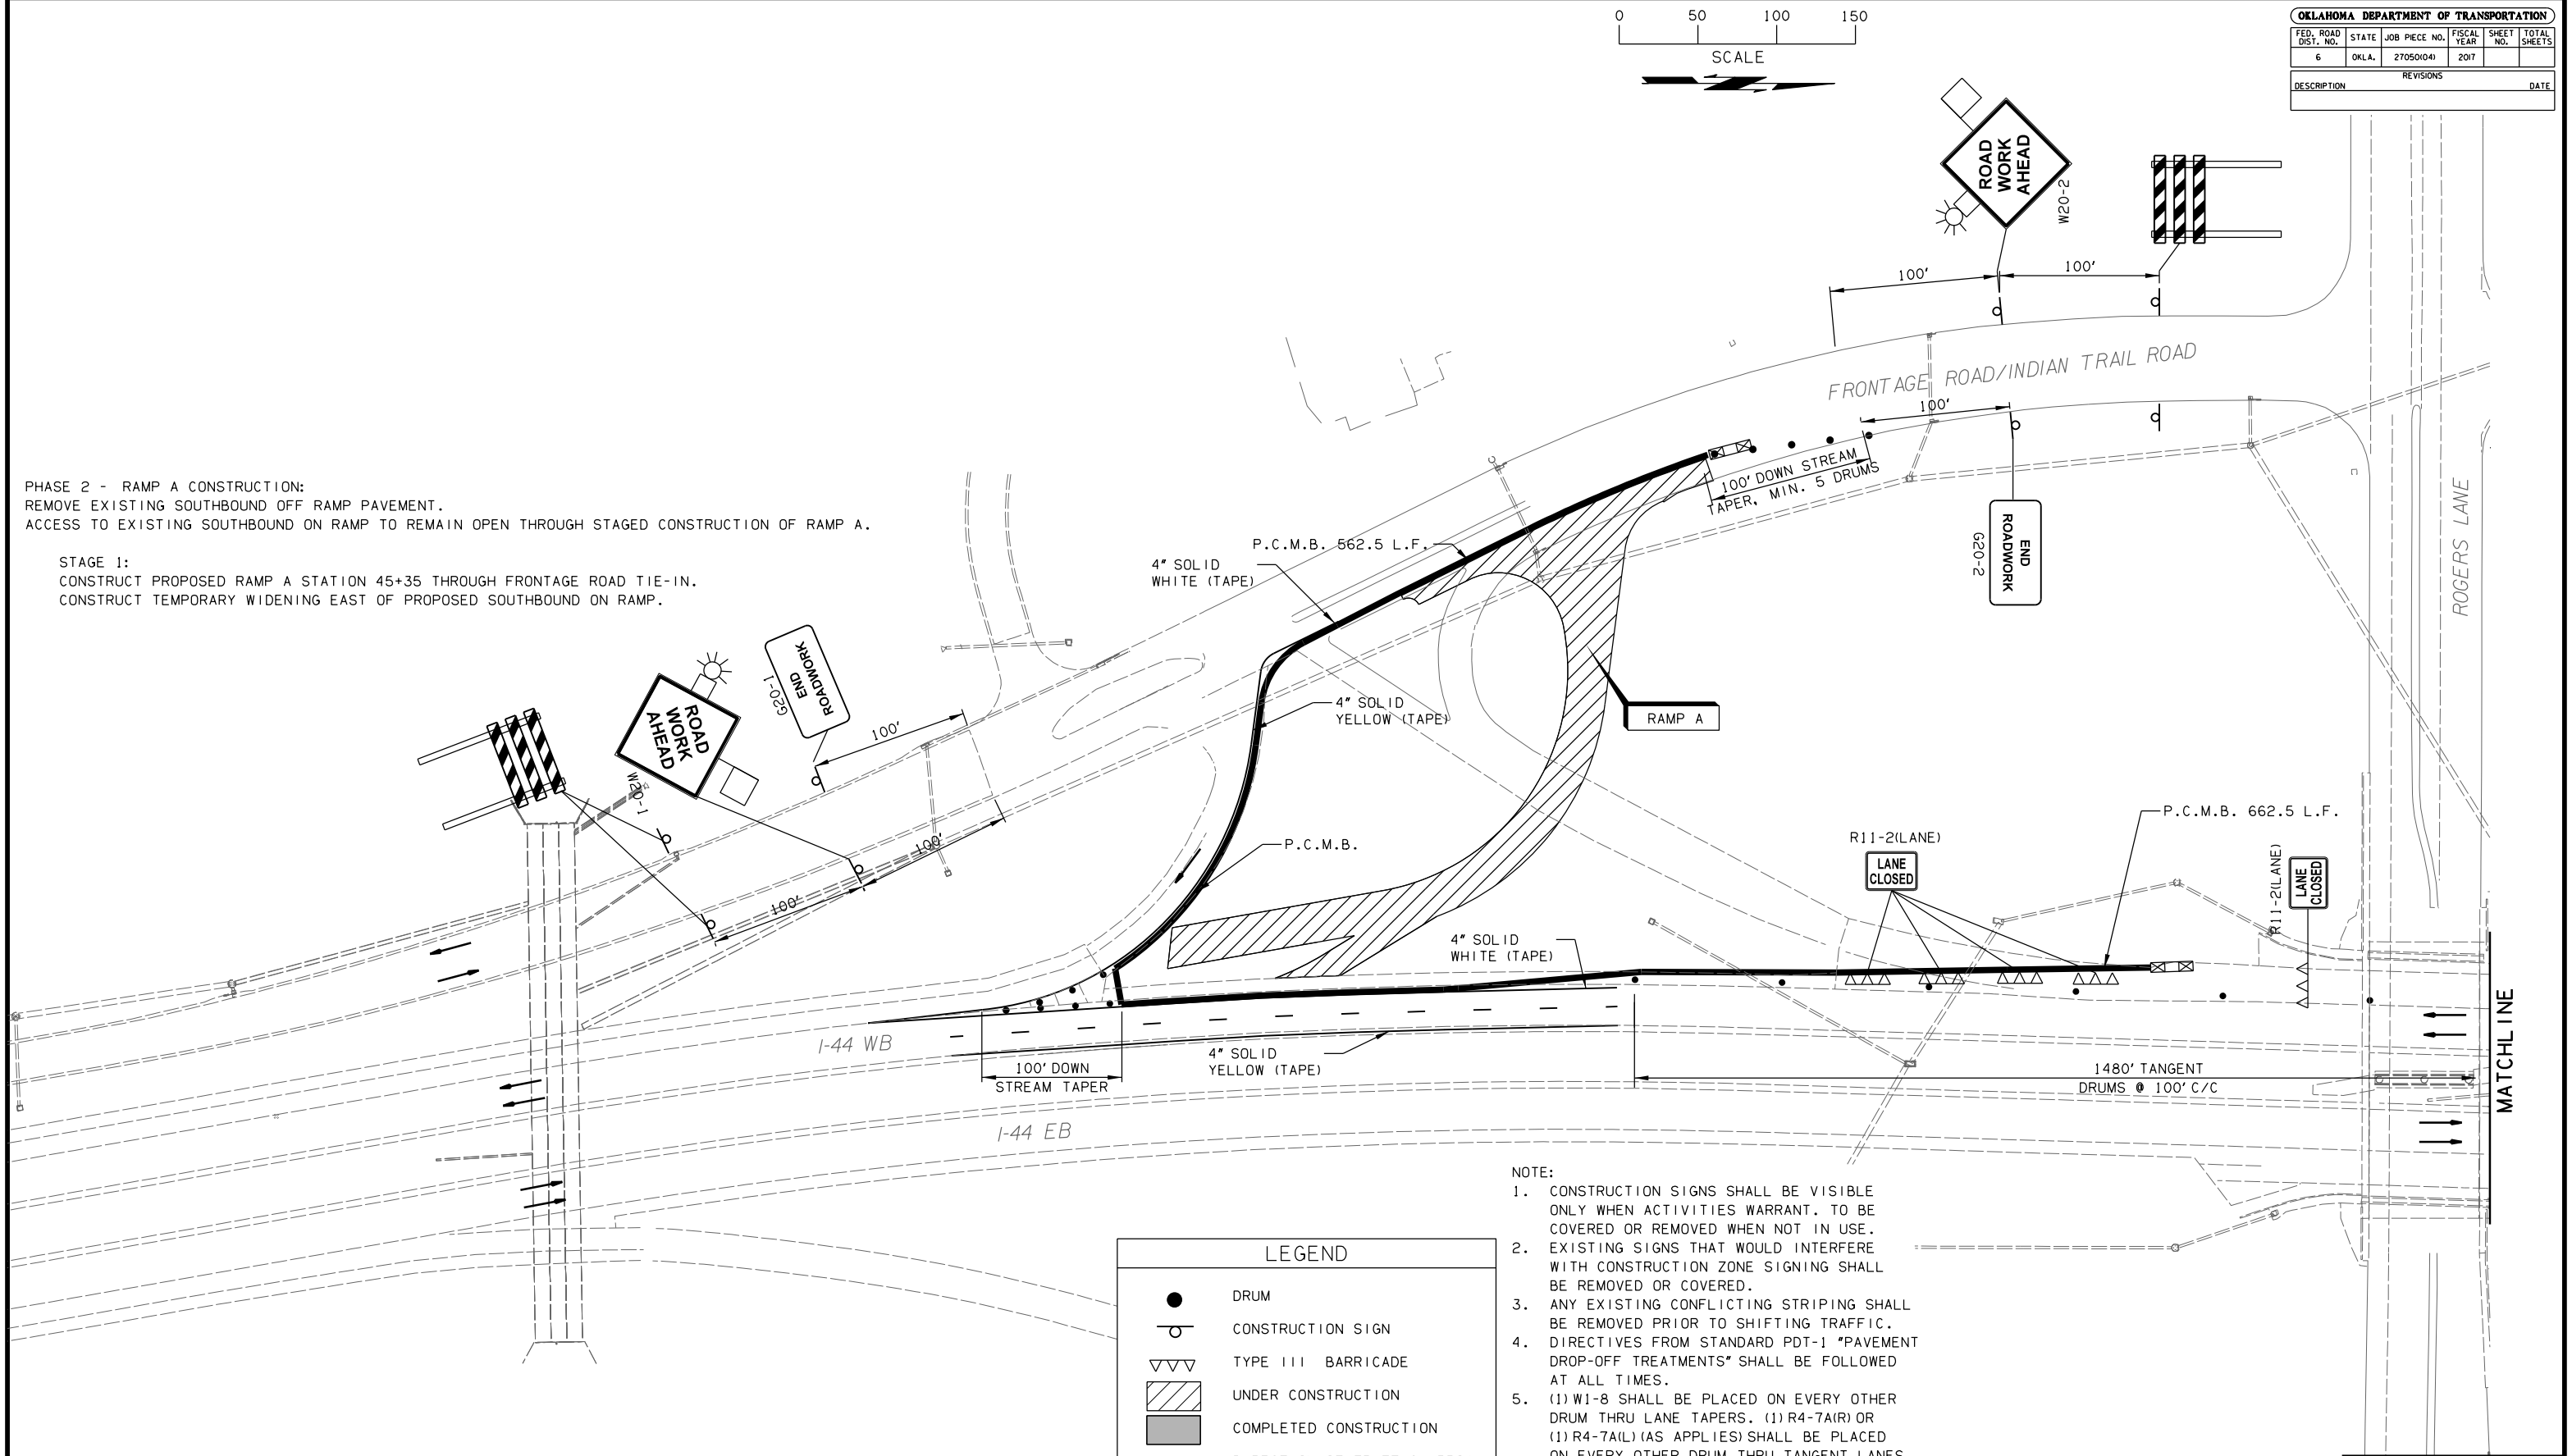 0 50 100 150
SCALE
OKLAHOMA DEPARTMENT OF TRANSPORTATION
FED. ROAD DIST. NO.
STATE
JOB PIECE NO.
FISCAL YEAR
SHEET NO.
TOTAL SHEETS
6
OKLA.
27050(04)
2017
REVISIONS
DESCRIPTION
DATE
ROAD
WORK
AHEAD
W20-2
100'
100'
FRONTAGE ROAD/INDIAN TRAIL ROAD
100'
100' DOWN STREAM
TAPER, MIN. 5 DRUMS
END
ROADWORK
G20-2
ROGERS LANE
PHASE 2 - RAMP A CONSTRUCTION:
REMOVE EXISTING SOUTHBOUND OFF RAMP PAVEMENT.
ACCESS TO EXISTING SOUTHBOUND ON RAMP TO REMAIN OPEN THROUGH STAGED CONSTRUCTION OF RAMP A.
STAGE 1:
CONSTRUCT PROPOSED RAMP A STATION 45+35 THROUGH FRONTAGE ROAD TIE-IN.
CONSTRUCT TEMPORARY WIDENING EAST OF PROPOSED SOUTHBOUND ON RAMP.
P.C.M.B. 562.5 L.F.
4" SOLID
WHITE (TAPE)
4" SOLID
YELLOW (TAPE)
RAMP A
END
ROADWORK
G20-1
100'
ROAD
WORK
AHEAD
W20-1
100'
100'
P.C.M.B.
P.C.M.B. 662.5 L.F.
R11-2(LANE)
LANE
CLOSED
R11-2(LANE)
LANE
CLOSED
4" SOLID
WHITE (TAPE)
I-44 WB
100' DOWN
STREAM TAPER
4" SOLID
YELLOW (TAPE)
1480' TANGENT
DRUMS @ 100' C/C
MATCHLINE
I-44 EB
LEGEND
DRUM
CONSTRUCTION SIGN
TYPE III BARRICADE
UNDER CONSTRUCTION
COMPLETED CONSTRUCTION
NOTE:
1. CONSTRUCTION SIGNS SHALL BE VISIBLE
ONLY WHEN ACTIVITIES WARRANT. TO BE
COVERED OR REMOVED WHEN NOT IN USE.
2. EXISTING SIGNS THAT WOULD INTERFERE
WITH CONSTRUCTION ZONE SIGNING SHALL
BE REMOVED OR COVERED.
3. ANY EXISTING CONFLICTING STRIPING SHALL
BE REMOVED PRIOR TO SHIFTING TRAFFIC.
4. DIRECTIVES FROM STANDARD PDT-1 "PAVEMENT
DROP-OFF TREATMENTS" SHALL BE FOLLOWED
AT ALL TIMES.
5. (1) W1-8 SHALL BE PLACED ON EVERY OTHER
DRUM THRU LANE TAPERS. (1) R4-7A(R) OR
(1) R4-7A(L) (AS APPLIES) SHALL BE PLACED
ON EVERY OTHER DRUM THRU TANGENT LANES